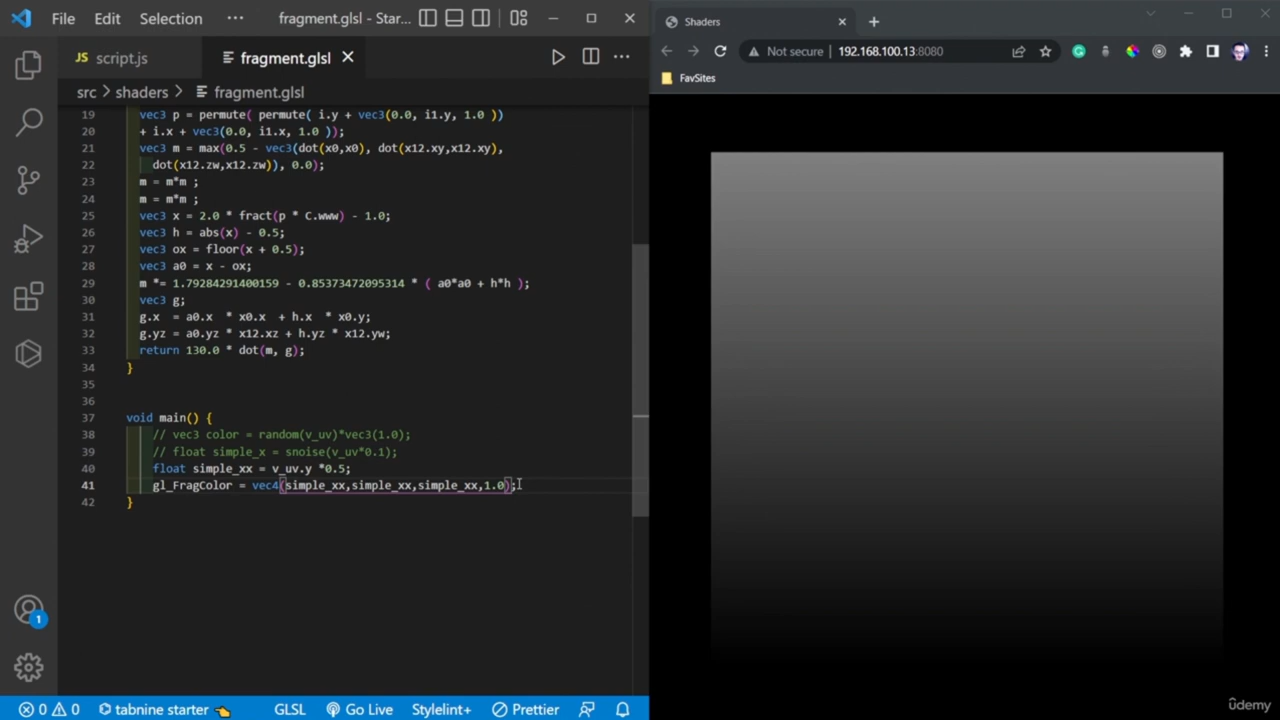 File Edit Selection ··· fragment.glsl - Star...
JS script.js fragment.glsl
src > shaders > fragment.glsl
19 vec3 p = permute( permute( i.y + vec3(0.0, i1.y, 1.0 ))
20 + i.x + vec3(0.0, i1.x, 1.0 ));
21 vec3 m = max(0.5 - vec3(dot(x0,x0), dot(x12.xy,x12.xy),
22 dot(x12.zw,x12.zw)), 0.0);
23 m = m*m ;
24 m = m*m ;
25 vec3 x = 2.0 * fract(p * C.www) - 1.0;
26 vec3 h = abs(x) - 0.5;
27 vec3 ox = floor(x + 0.5);
28 vec3 a0 = x - ox;
29 m *= 1.79284291400159 - 0.85373472095314 * ( a0*a0 + h*h );
30 vec3 g;
31 g.x = a0.x * x0.x + h.x * x0.y;
32 g.yz = a0.yz * x12.xz + h.yz * x12.yw;
33 return 130.0 * dot(m, g);
34 }
35
36
37 void main() {
38 // vec3 color = random(v_uv)*vec3(1.0);
39 // float simple_x = snoise(v_uv*0.1);
40 float simple_xx = v_uv.y *0.5;
41 gl_FragColor = vec4(simple_xx,simple_xx,simple_xx,1.0);
42 }
1
0 0 tabnine starter 👈 GLSL Go Live Stylelint+ Prettier
Shaders
Not secure | 192.168.100.13:8080
FavSites
ûdemy